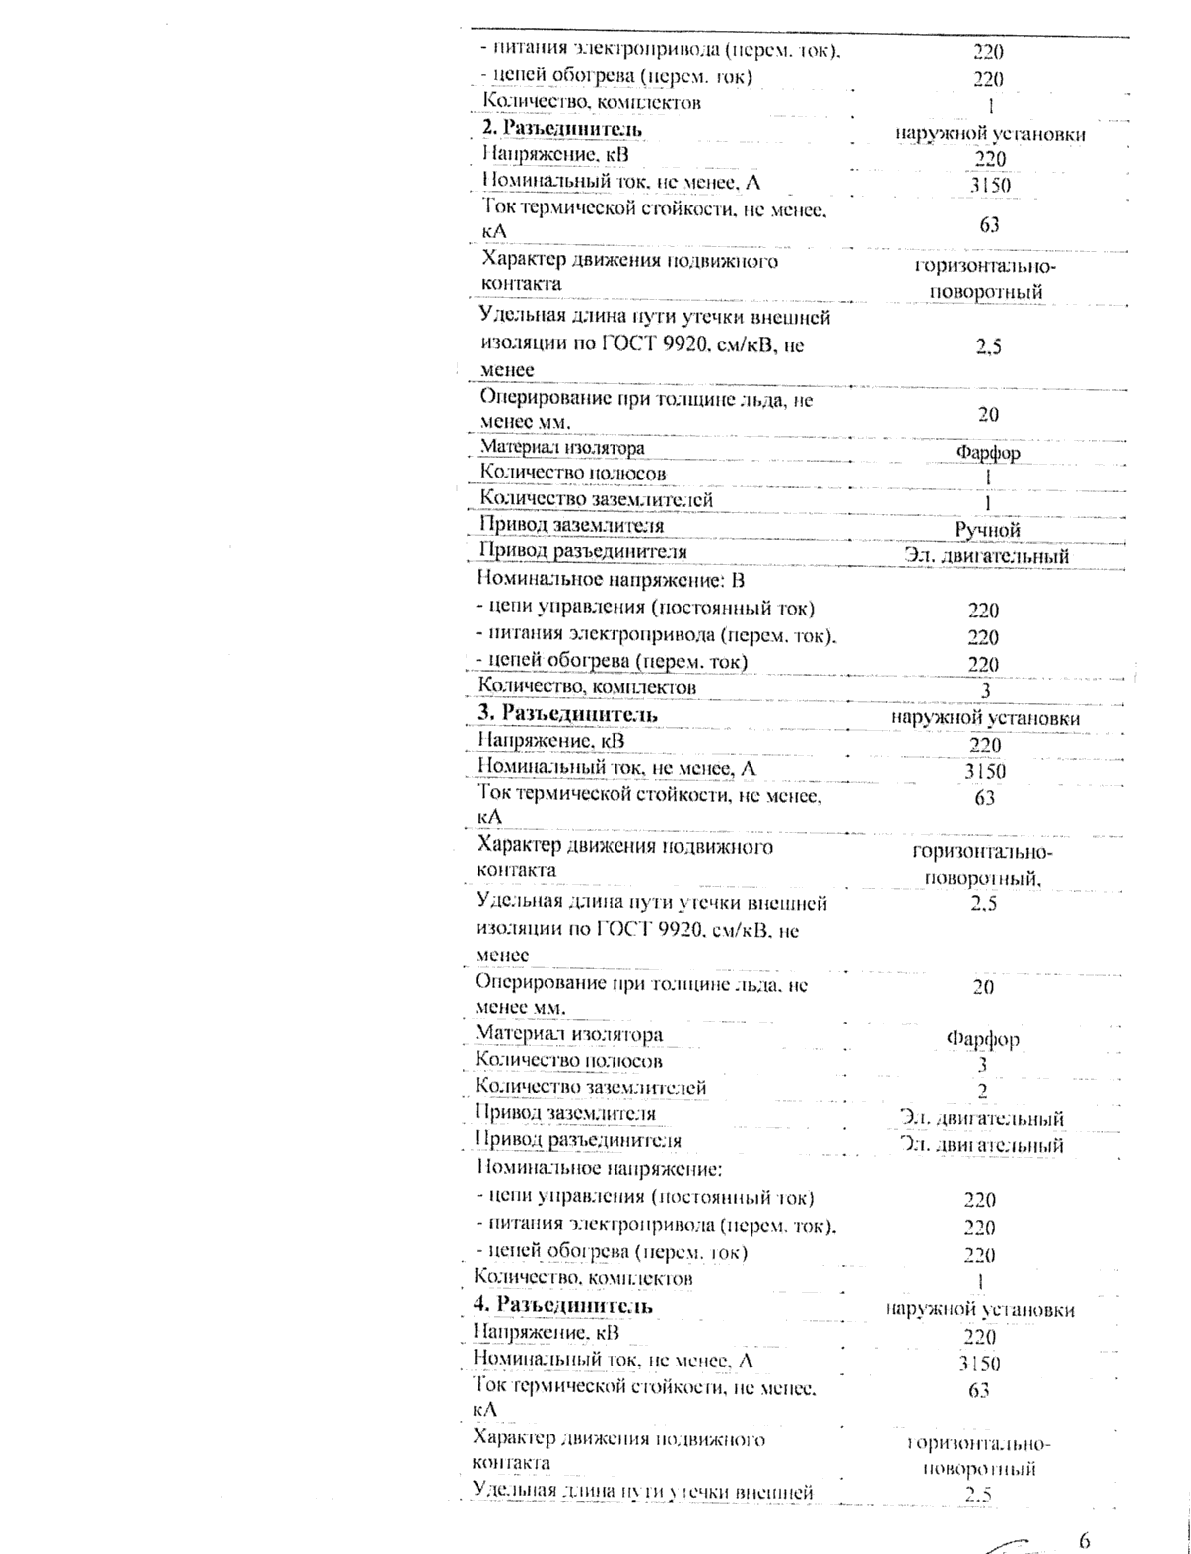 - питания электропривода (перем. ток).	220
- цепей обогрева (перем. ток)	220
Количество, комплектов	1
2. Разъединитель	наружной установки
Напряжение, кВ	220
Номинальный ток, не менее, А	3150
Ток термической стойкости, не менее,
кА	63
Характер движения подвижного	горизонтально-
контакта	поворотный
Удельная длина пути утечки внешней
изоляции по ГОСТ 9920, см/кВ, не	2,5
менее
Оперирование при толщине льда, не	20
менее мм.
Материал изолятора	Фарфор
Количество полюсов	1
Количество заземлителей	1
Привод заземлителя	Ручной
Привод разъединителя	Эл. двигательный
Номинальное напряжение: В
- цепи управления (постоянный ток)	220
- питания электропривода (перем. ток).	220
- цепей обогрева (перем. ток)	220
Количество, комплектов	3
3. Разъединитель	наружной установки
Напряжение, кВ	220
Номинальный ток, не менее, А	3150
Ток термической стойкости, не менее,	63
кА
Характер движения подвижного	горизонтально-
контакта	поворотный,
Удельная длина пути утечки внешней	2,5
изоляции по ГОСТ 9920, см/кВ, не
менее
Оперирование при толщине льда, не	20
менее мм.
Материал изолятора	Фарфор
Количество полюсов	3
Количество заземлителей	2
Привод заземлителя	Эл. двигательный
Привод разъединителя	Эл. двигательный
Номинальное напряжение:
- цепи управления (постоянный ток)	220
- питания электропривода (перем. ток).	220
- цепей обогрева (перем. ток)	220
Количество, комплектов	1
4. Разъединитель	наружной установки
Напряжение, кВ	220
Номинальный ток, не менее, А	3150
Ток термической стойкости, не менее,	63
кА
Характер движения подвижного	горизонтально-
контакта	поворотный
Удельная длина пути утечки внешней	2,5
6